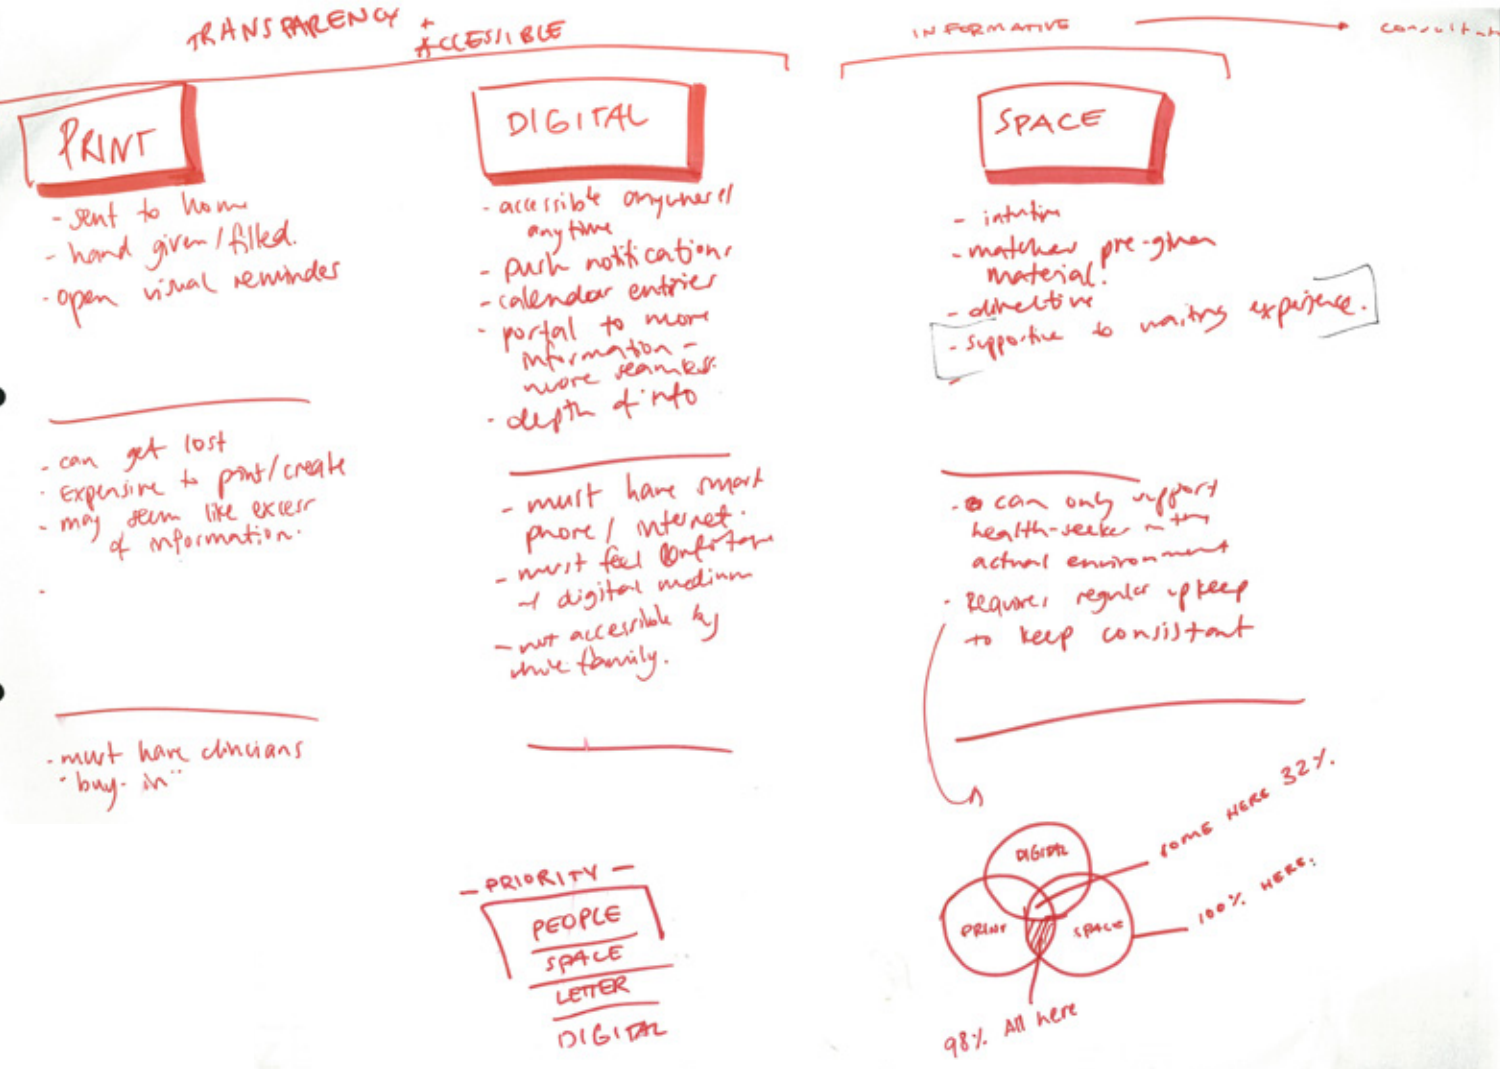 TRANSPARENCY +
ACCESSIBLE
INFORMATIVE
PRINT
- sent to home
- hand given/filled.
- open visual reminder
- can get lost
- Expensive to print/create
- may seem like excess
of information.
- must have clincians
"buy-in"
DIGITAL
- accessible anywhere/
anytime
- push notifications
- calendar entries
- portal to more
information -
more seamless.
- depth of info
- must have smart
phone/internet.
- must feel comfortable
w/ digital medium
- not accessible by
whole family.
- PRIORITY -
PEOPLE
SPACE
LETTER
DIGITAL
SPACE
- intuitive
- matches pre-given
material.
- directive
- supportive to waiting experience.
- can only support
health-seeker in the
actual environment
- Requires regular upkeep
to keep consistant
SOME HERE 32%.
100% HERE.
DIGITAL
PRINT
SPACE
98% All here